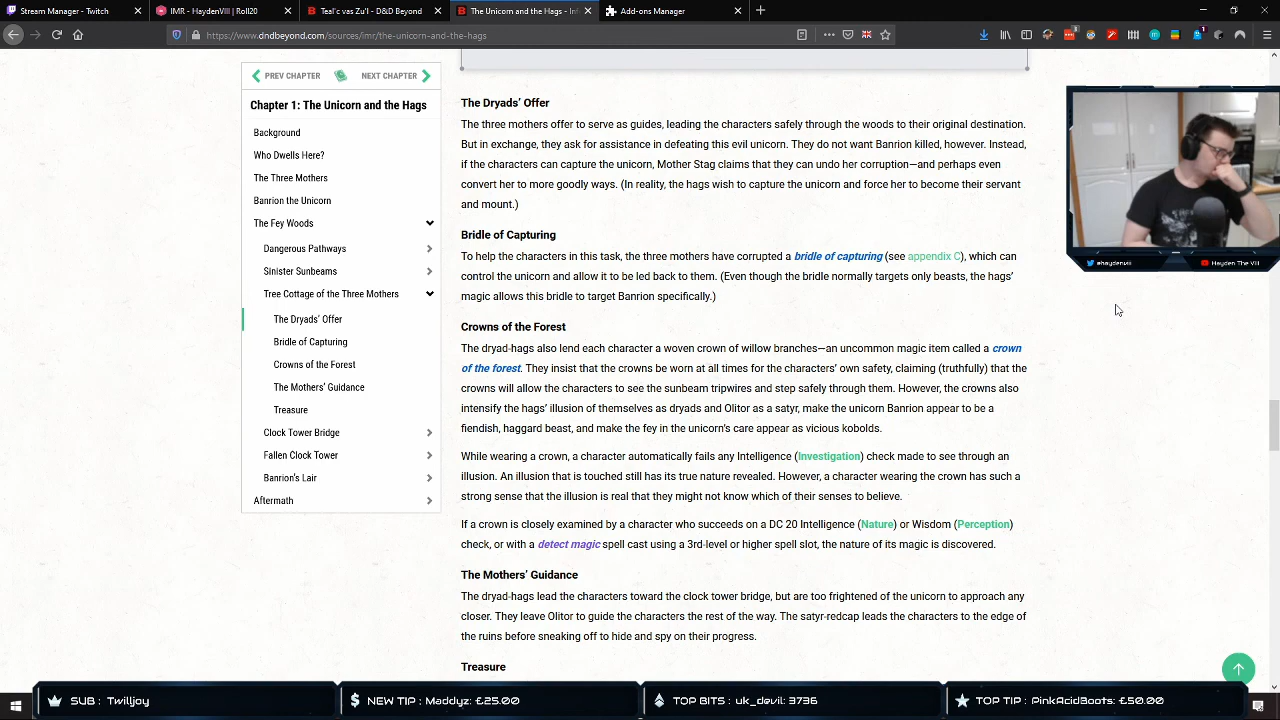 Stream Manager - Twitch
IMR - HaydenVIII | Roll20
Teal'c vas Zu'l - D&D Beyond
The Unicorn and the Hags - Inf
Add-ons Manager
https://www.dndbeyond.com/sources/imr/the-unicorn-and-the-hags
PREV CHAPTER
NEXT CHAPTER
Chapter 1: The Unicorn and the Hags
Background
Who Dwells Here?
The Three Mothers
Banrion the Unicorn
The Fey Woods
Dangerous Pathways
Sinister Sunbeams
Tree Cottage of the Three Mothers
The Dryads' Offer
Bridle of Capturing
Crowns of the Forest
The Mothers' Guidance
Treasure
Clock Tower Bridge
Fallen Clock Tower
Banrion's Lair
Aftermath
The Dryads' Offer
The three mothers offer to serve as guides, leading the characters safely through the woods to their original destination.
But in exchange, they ask for assistance in defeating this evil unicorn. They do not want Banrion killed, however. Instead,
if the characters can capture the unicorn, Mother Stag claims that they can undo her corruption—and perhaps even
convert her to more goodly ways. (In reality, the hags wish to capture the unicorn and force her to become their servant
and mount.)
Bridle of Capturing
To help the characters in this task, the three mothers have corrupted a bridle of capturing (see appendix C), which can
control the unicorn and allow it to be led back to them. (Even though the bridle normally targets only beasts, the hags'
magic allows this bridle to target Banrion specifically.)
Crowns of the Forest
The dryad-hags also lend each character a woven crown of willow branches—an uncommon magic item called a crown
of the forest. They insist that the crowns be worn at all times for the characters' own safety, claiming (truthfully) that the
crowns will allow the characters to see the sunbeam tripwires and step safely through them. However, the crowns also
intensify the hags' illusion of themselves as dryads and Olitor as a satyr, make the unicorn Banrion appear to be a
fiendish, haggard beast, and make the fey in the unicorn's care appear as vicious kobolds.
While wearing a crown, a character automatically fails any Intelligence (Investigation) check made to see through an
illusion. An illusion that is touched still has its true nature revealed. However, a character wearing the crown has such a
strong sense that the illusion is real that they might not know which of their senses to believe.
If a crown is closely examined by a character who succeeds on a DC 20 Intelligence (Nature) or Wisdom (Perception)
check, or with a detect magic spell cast using a 3rd-level or higher spell slot, the nature of its magic is discovered.
The Mothers' Guidance
The dryad-hags lead the characters toward the clock tower bridge, but are too frightened of the unicorn to approach any
closer. They leave Olitor to guide the characters the rest of the way. The satyr-redcap leads the characters to the edge of
the ruins before sneaking off to hide and spy on their progress.
Treasure
ehaydenviii
Hayden The VIII
SUB : Twilljoy
NEW TIP : Maddyz: £25.00
TOP BITS : uk_devil: 3736
TOP TIP : PinkAcidBoots: £50.00